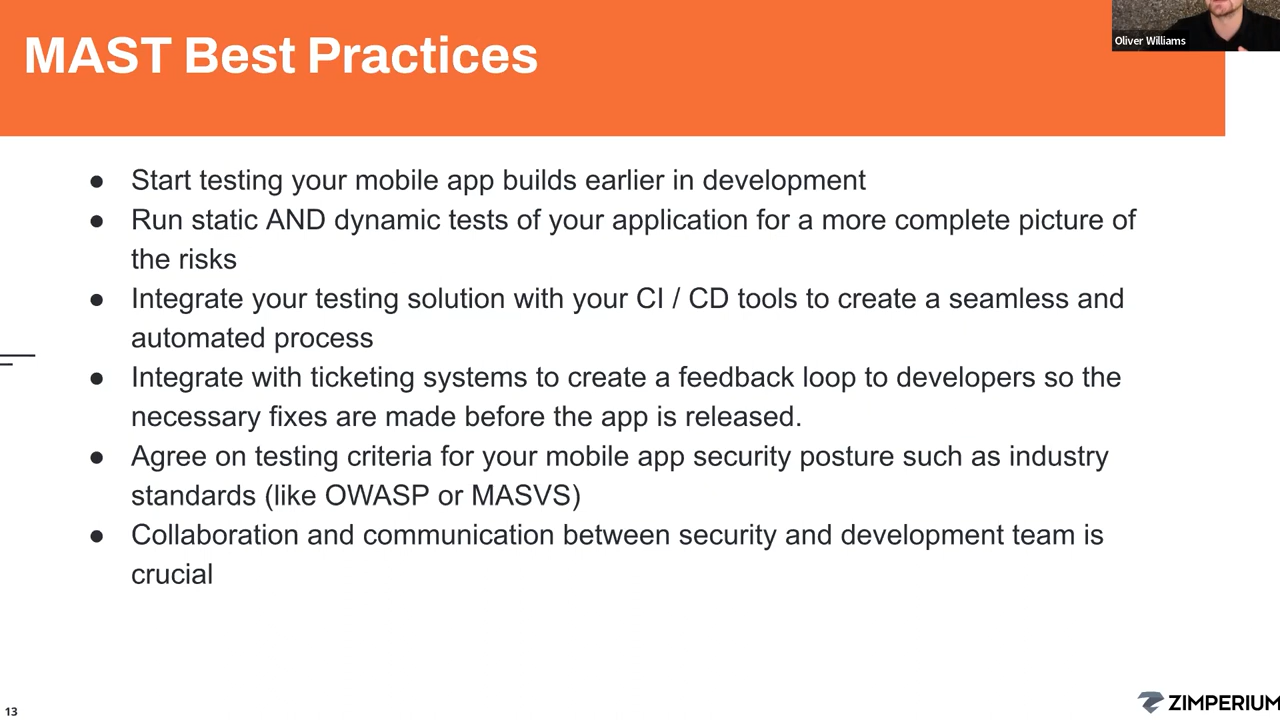 MAST Best Practices
Oliver Williams
● Start testing your mobile app builds earlier in development
● Run static AND dynamic tests of your application for a more complete picture of
the risks
● Integrate your testing solution with your CI / CD tools to create a seamless and
automated process
● Integrate with ticketing systems to create a feedback loop to developers so the
necessary fixes are made before the app is released.
● Agree on testing criteria for your mobile app security posture such as industry
standards (like OWASP or MASVS)
● Collaboration and communication between security and development team is
crucial
13
ZIMPERIUM